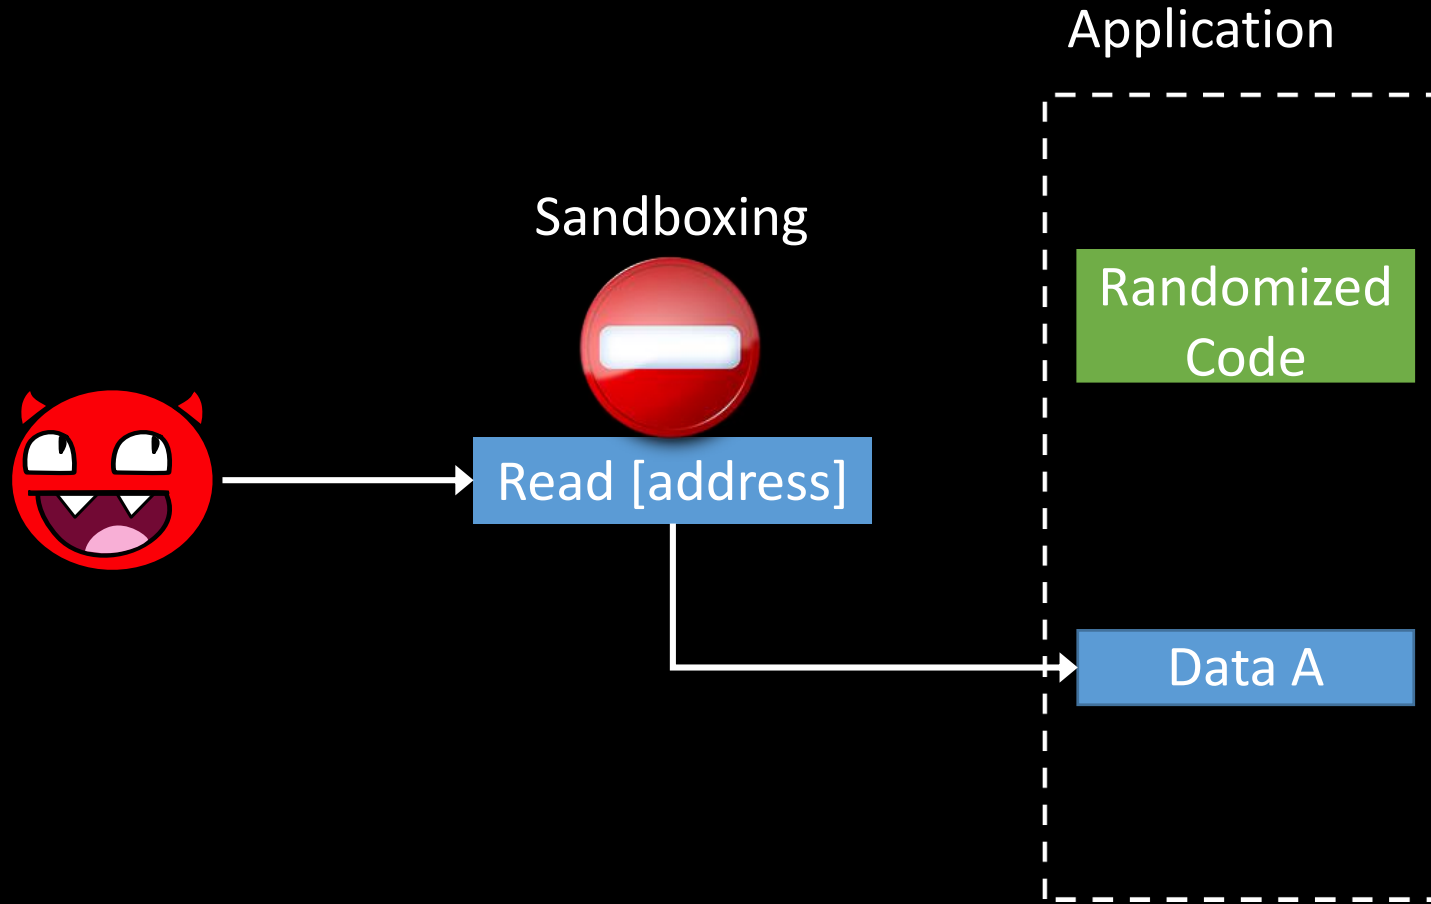 Application
Sandboxing
Randomized
Code
Read [address]
Data A